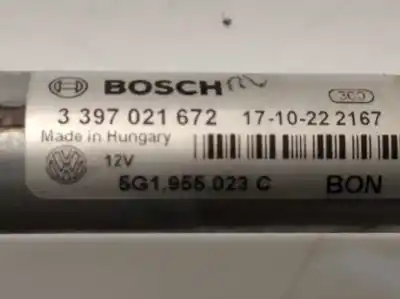 BOSCH
3 397 021 672 17-10-22 2167
Made in Hungary
12V
5G1.955.023 C BON